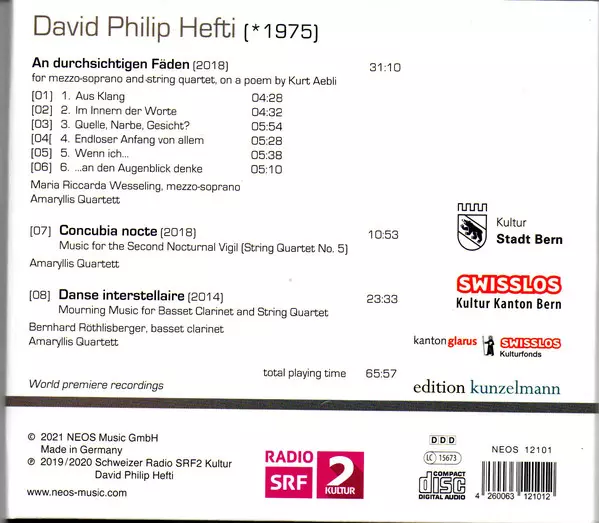 David Philip Hefti (*1975)
An durchsichtigen Fäden (2018) 31:10
for mezzo-soprano and string quartet, on a poem by Kurt Aebli
[01] 1. Aus Klang 04:28
[02] 2. Im Innern der Worte 04:32
[03] 3. Quelle, Narbe, Gesicht? 05:54
[04[ 4. Endloser Anfang von allem 05:28
[05] 5. Wenn ich... 05:38
[06] 6. ...an den Augenblick denke 05:10
Maria Riccarda Wesseling, mezzo-soprano
Amaryllis Quartett
[07] Concubia nocte (2018) 10:53
Music for the Second Nocturnal Vigil (String Quartet No. 5)
Amaryllis Quartett
[08] Danse interstellaire (2014) 23:33
Mourning Music for Basset Clarinet and String Quartet
Bernhard Röthlisberger, basset clarinet
Amaryllis Quartett
total playing time 65:57
World premiere recordings
Kultur
Stadt Bern
SWISSLOS
Kultur Kanton Bern
kantonglarus SWISSLOS
Kulturfonds
edition kunzelmann
© 2021 NEOS Music GmbH
Made in Germany
℗ 2019/2020 Schweizer Radio SRF2 Kultur
David Philip Hefti
www.neos-music.com
RADIO
SRF 2
KULTUR
DDD
LC 15673
COMPACT
disc
DIGITAL AUDIO
NEOS 12101
4 260063 121012